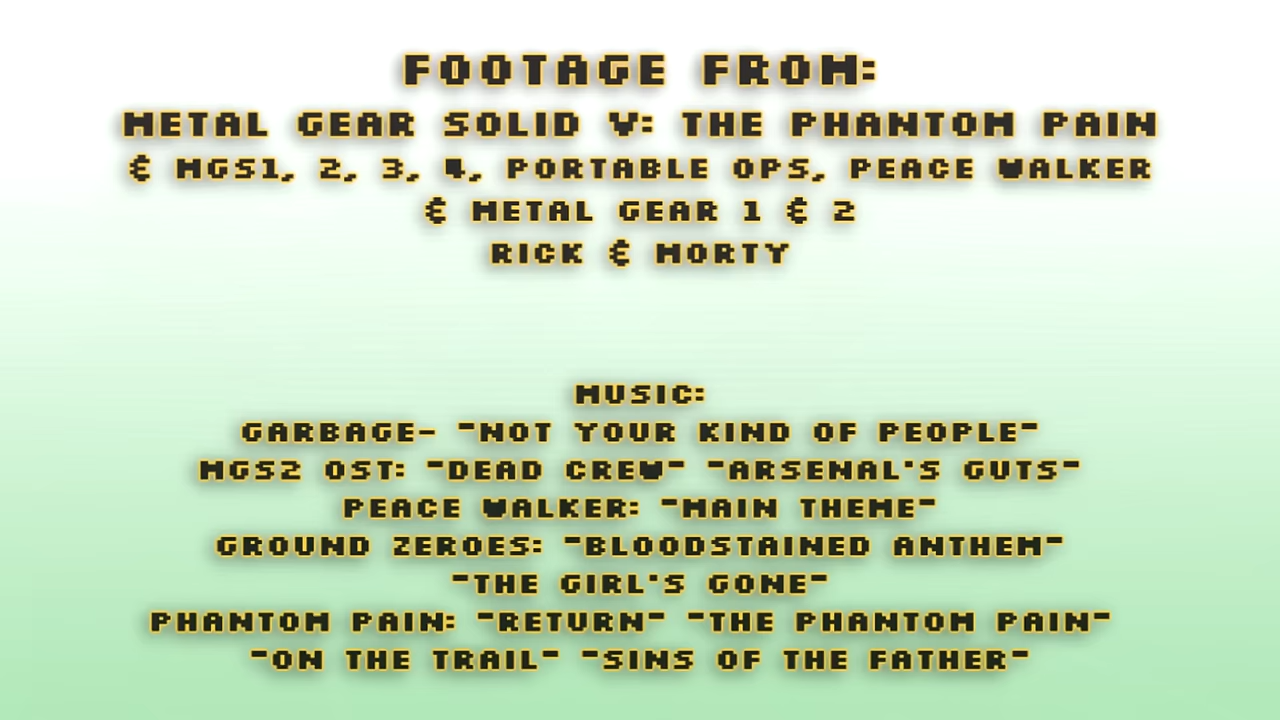 FOOTAGE FROM:
METAL GEAR SOLID V: THE PHANTOM PAIN
& MGS1, 2, 3, 4, PORTABLE OPS, PEACE WALKER
& METAL GEAR 1 & 2
RICK & MORTY
MUSIC:
GARBAGE- "NOT YOUR KIND OF PEOPLE"
MGS2 OST: "DEAD CREW" "ARSENAL'S GUTS"
PEACE WALKER: "MAIN THEME"
GROUND ZEROES: "BLOODSTAINED ANTHEM"
"THE GIRL'S GONE"
PHANTOM PAIN: "RETURN" "THE PHANTOM PAIN"
"ON THE TRAIL" "SINS OF THE FATHER"